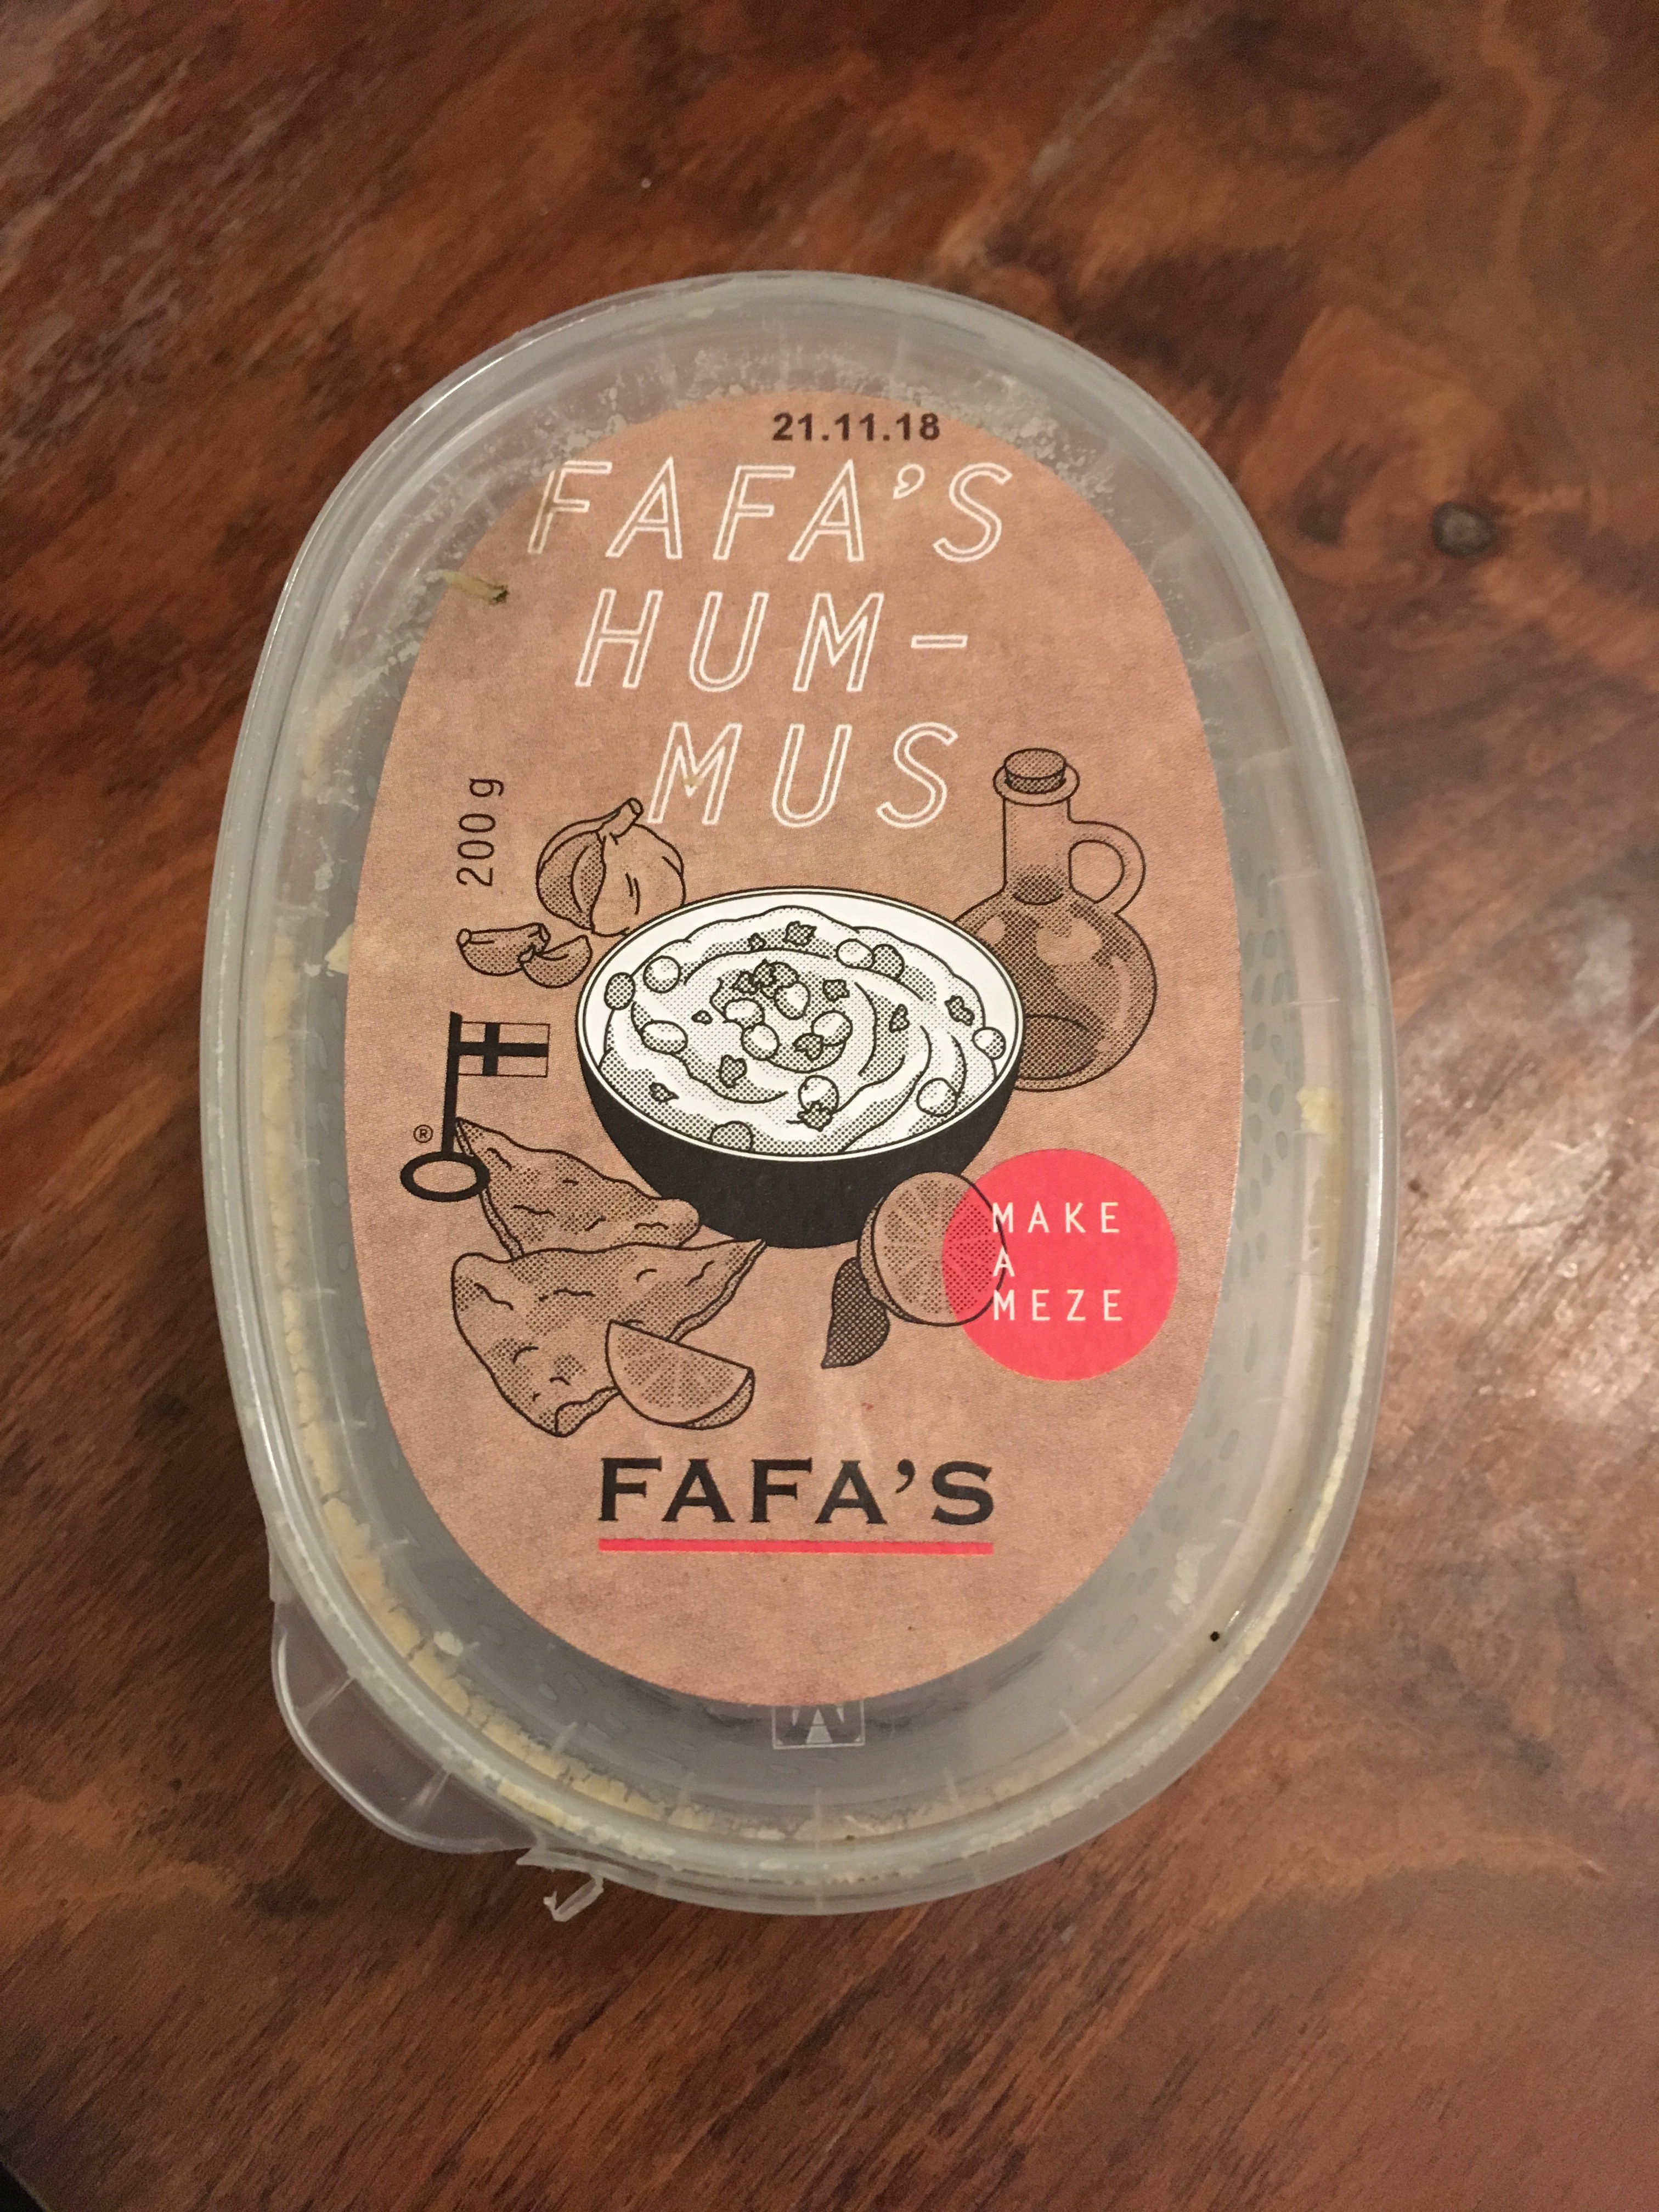 21.11.18
FAFA'S
HUM-
MUS
200 g
®
MAKE
A
MEZE
FAFA'S